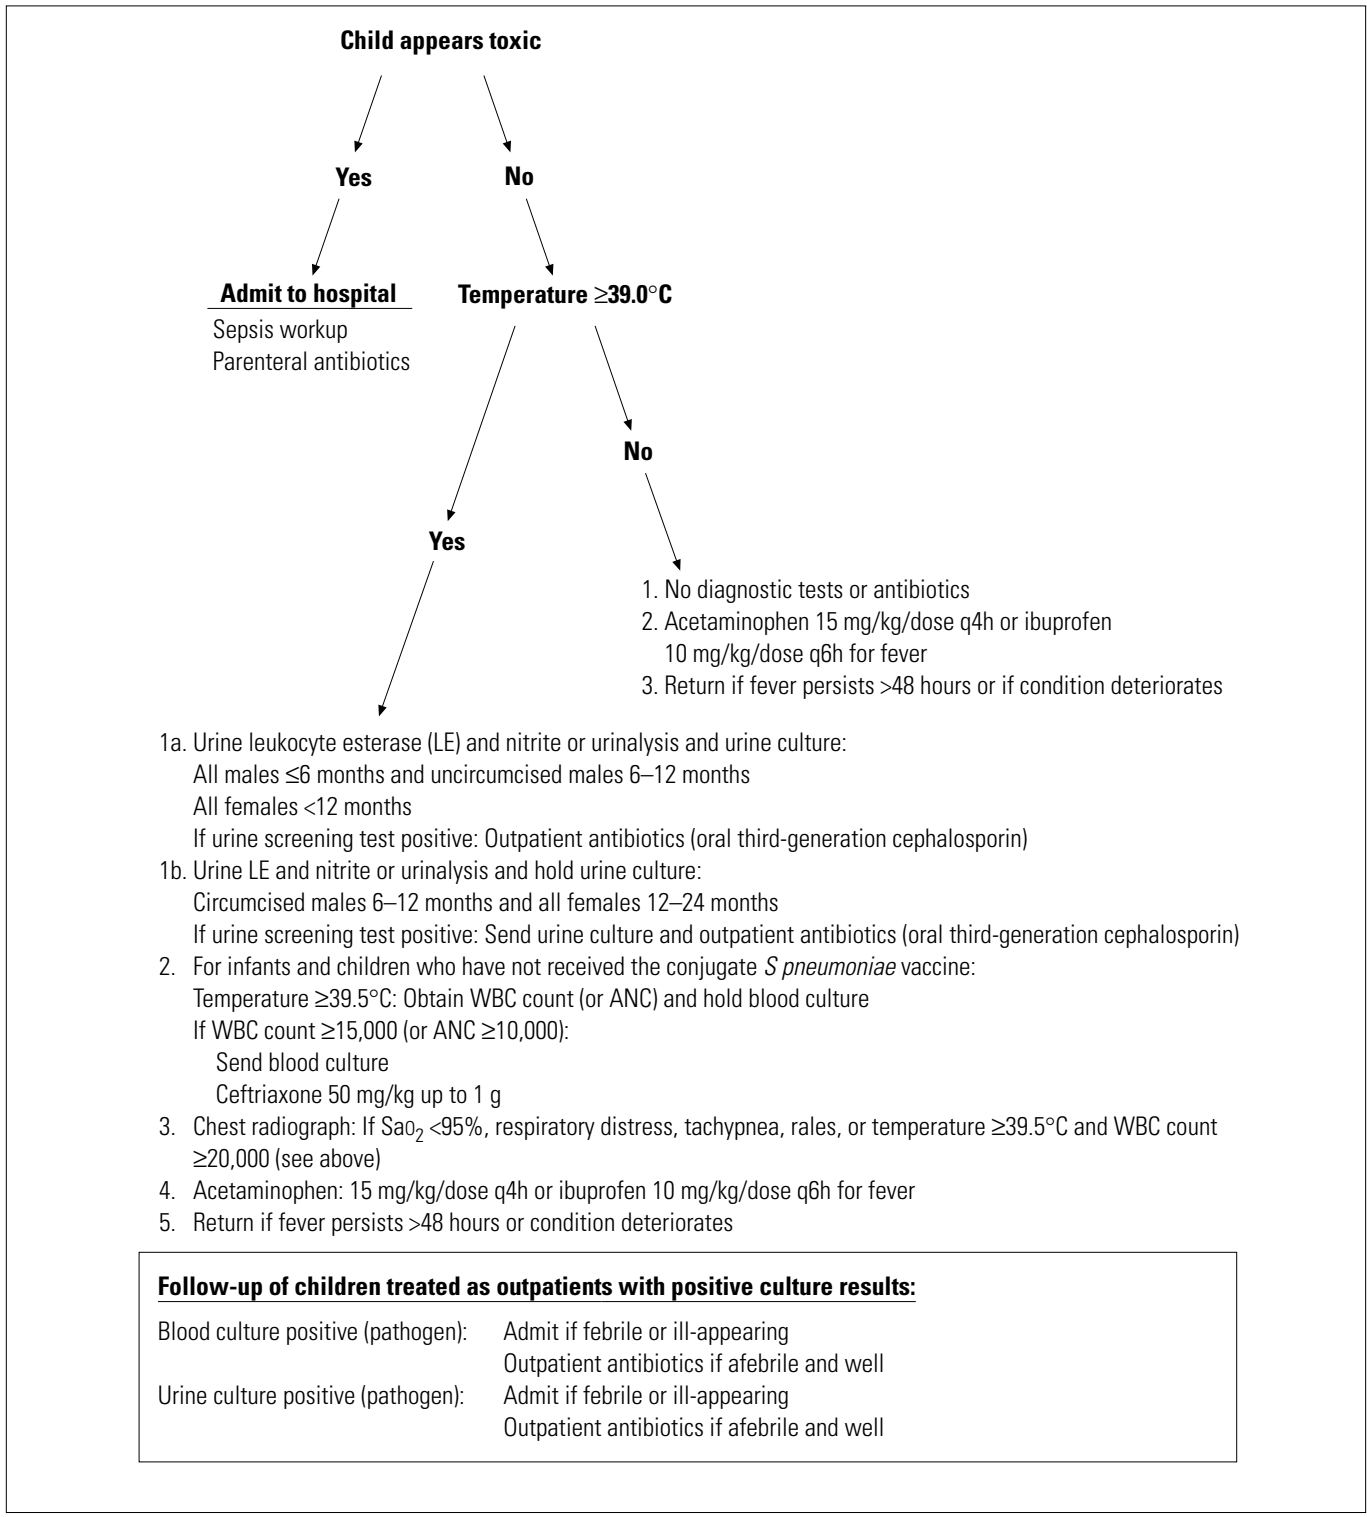 Child appears toxic
Yes
No
Admit to hospital
Sepsis workup
Parenteral antibiotics
Temperature ≥39.0°C
No
Yes
1. No diagnostic tests or antibiotics
2. Acetaminophen 15 mg/kg/dose q4h or ibuprofen
10 mg/kg/dose q6h for fever
3. Return if fever persists >48 hours or if condition deteriorates
1a. Urine leukocyte esterase (LE) and nitrite or urinalysis and urine culture:
All males ≤6 months and uncircumcised males 6–12 months
All females <12 months
If urine screening test positive: Outpatient antibiotics (oral third-generation cephalosporin)
1b. Urine LE and nitrite or urinalysis and hold urine culture:
Circumcised males 6–12 months and all females 12–24 months
If urine screening test positive: Send urine culture and outpatient antibiotics (oral third-generation cephalosporin)
2. For infants and children who have not received the conjugate S pneumoniae vaccine:
Temperature ≥39.5°C: Obtain WBC count (or ANC) and hold blood culture
If WBC count ≥15,000 (or ANC ≥10,000):
Send blood culture
Ceftriaxone 50 mg/kg up to 1 g
3. Chest radiograph: If SaO₂ <95%, respiratory distress, tachypnea, rales, or temperature ≥39.5°C and WBC count
≥20,000 (see above)
4. Acetaminophen: 15 mg/kg/dose q4h or ibuprofen 10 mg/kg/dose q6h for fever
5. Return if fever persists >48 hours or condition deteriorates
Follow-up of children treated as outpatients with positive culture results:
Blood culture positive (pathogen): Admit if febrile or ill-appearing
Outpatient antibiotics if afebrile and well
Urine culture positive (pathogen): Admit if febrile or ill-appearing
Outpatient antibiotics if afebrile and well